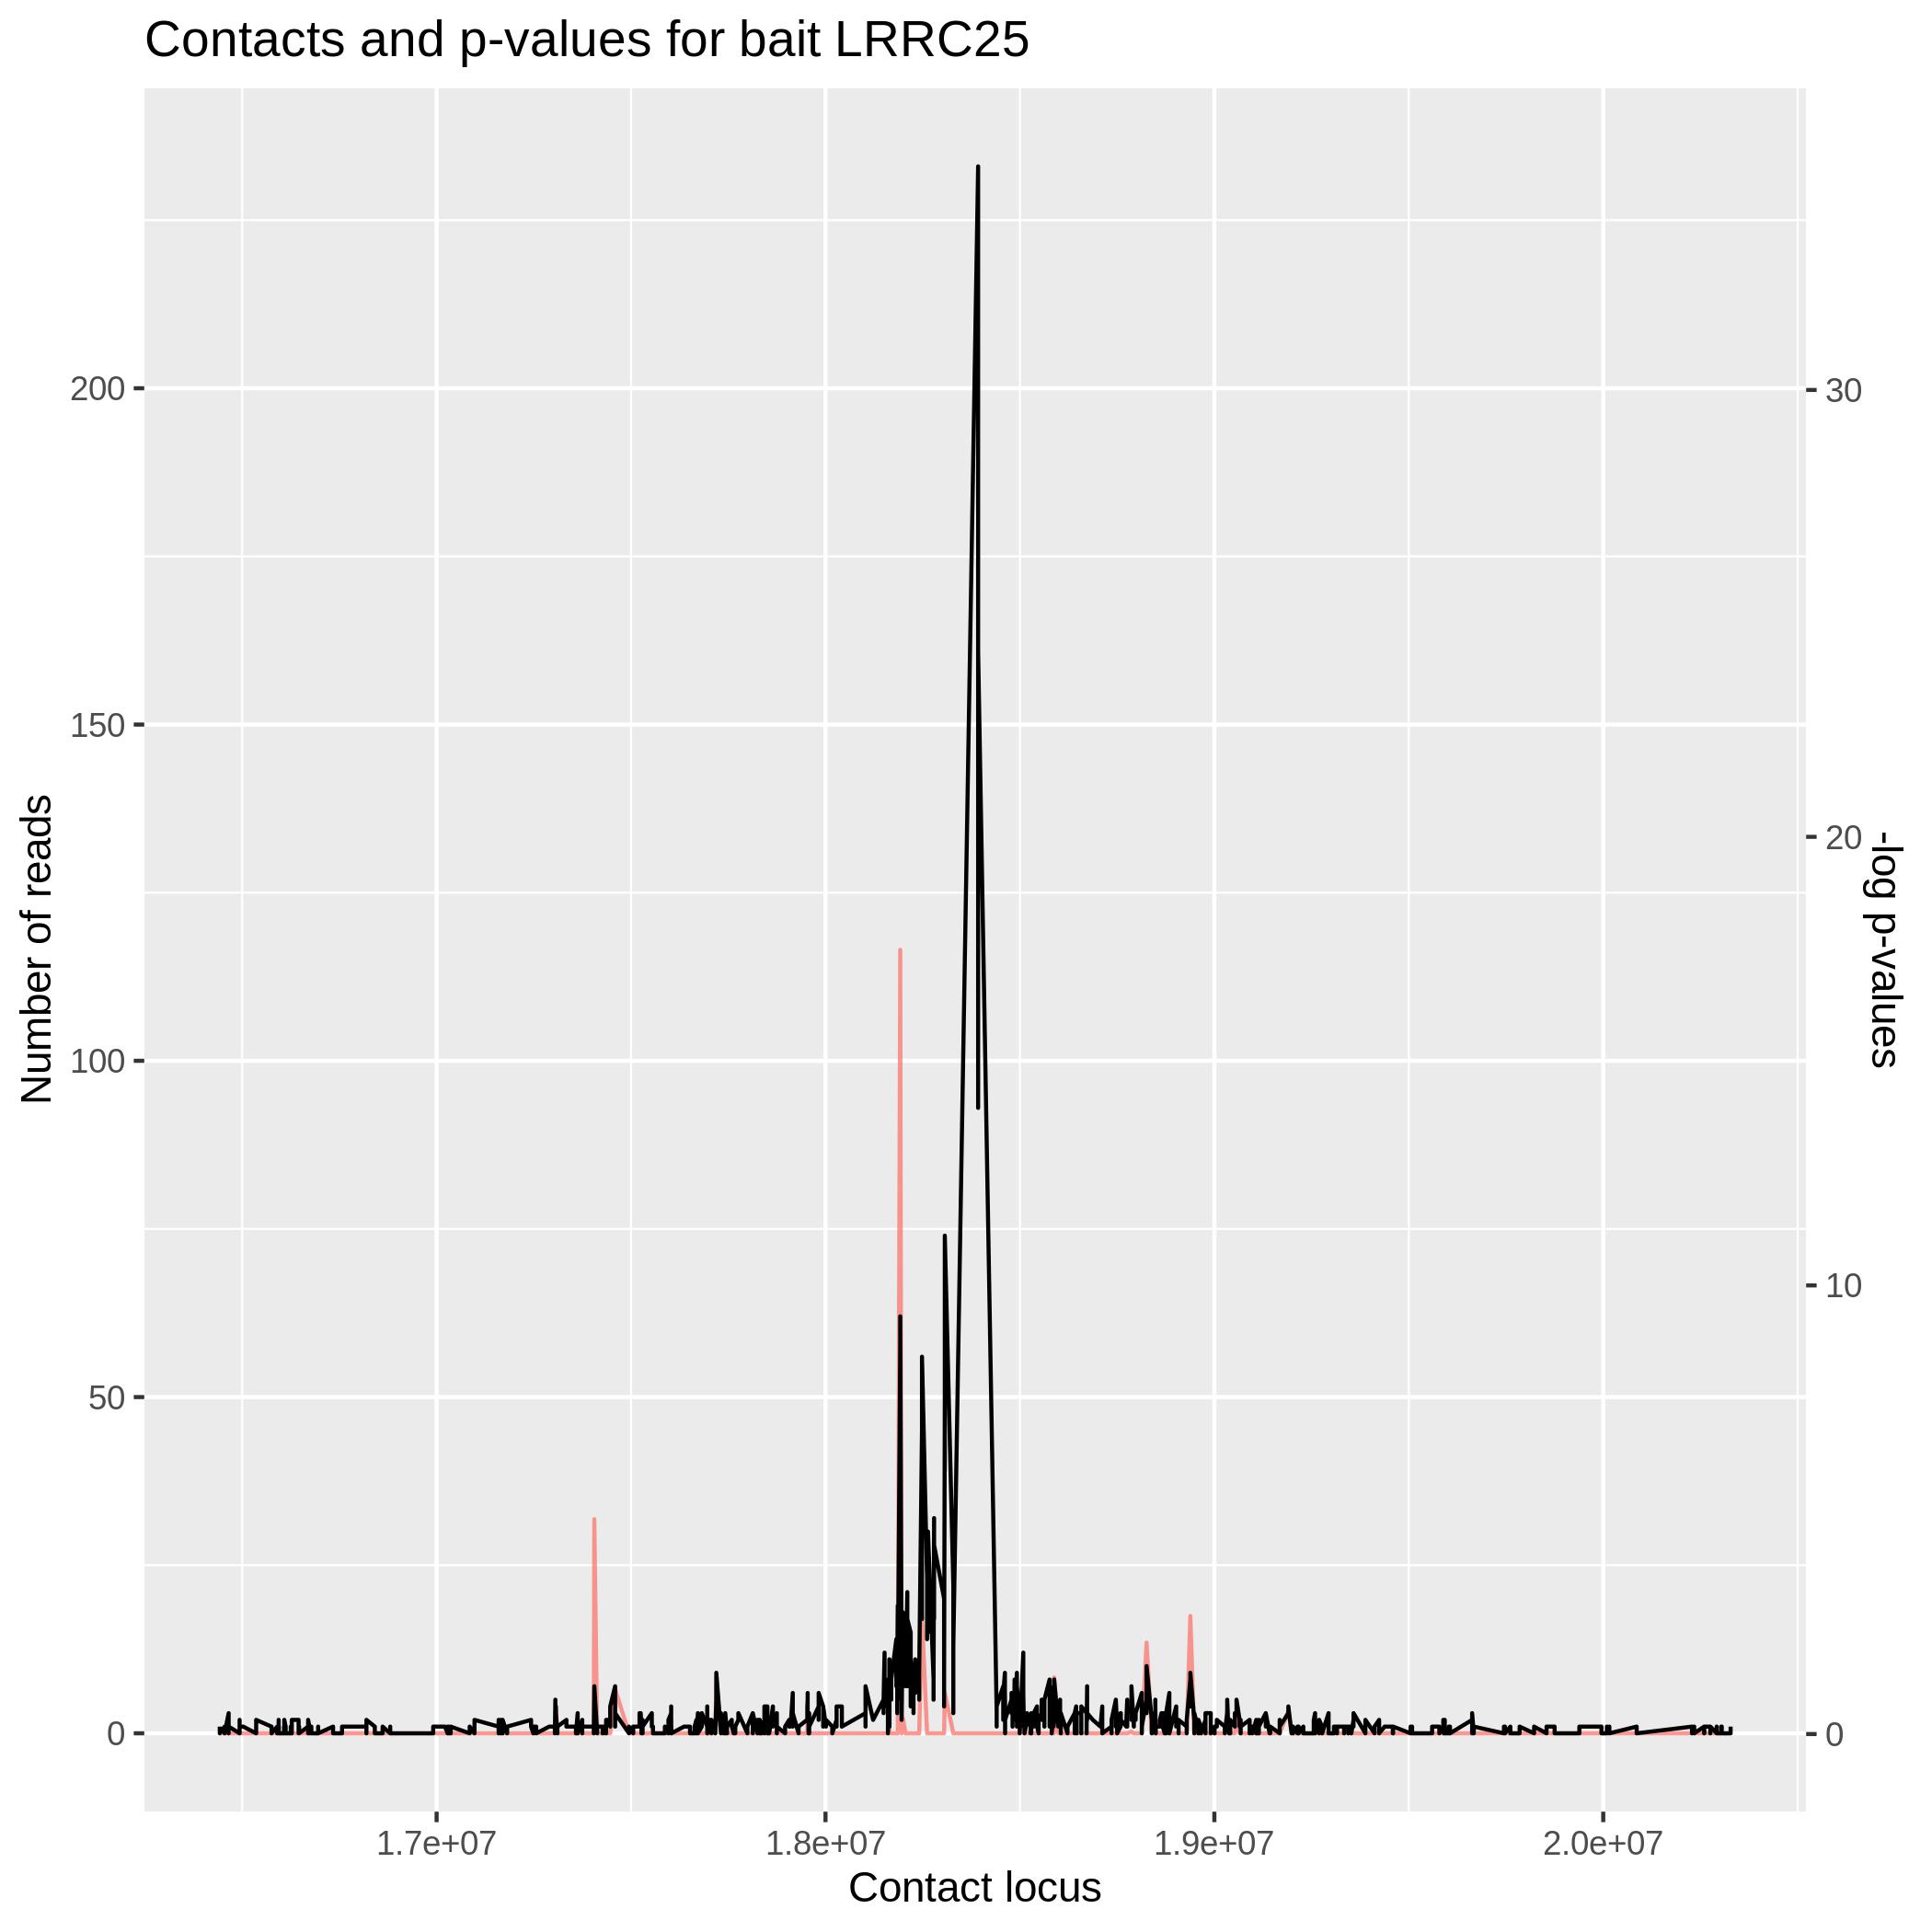 Contacts and p-values for bait LRRC25
Number of reads
200
150
100
50
0
30
20
10
0
-log p-values
1.7e+07 1.8e+07 1.9e+07 2.0e+07
Contact locus